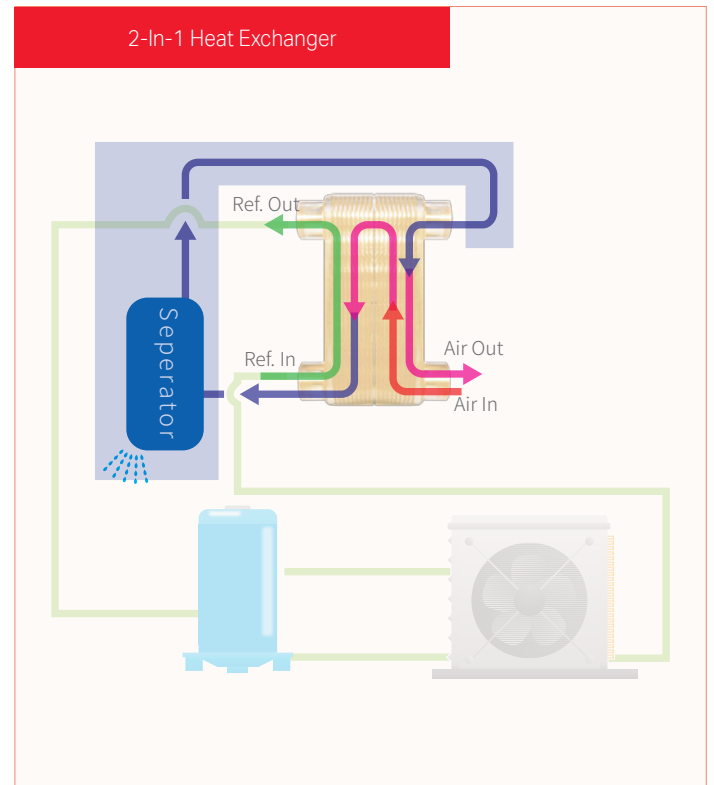 2-In-1 Heat Exchanger
Ref. Out
Seperator
Ref. In
Air Out
Air In